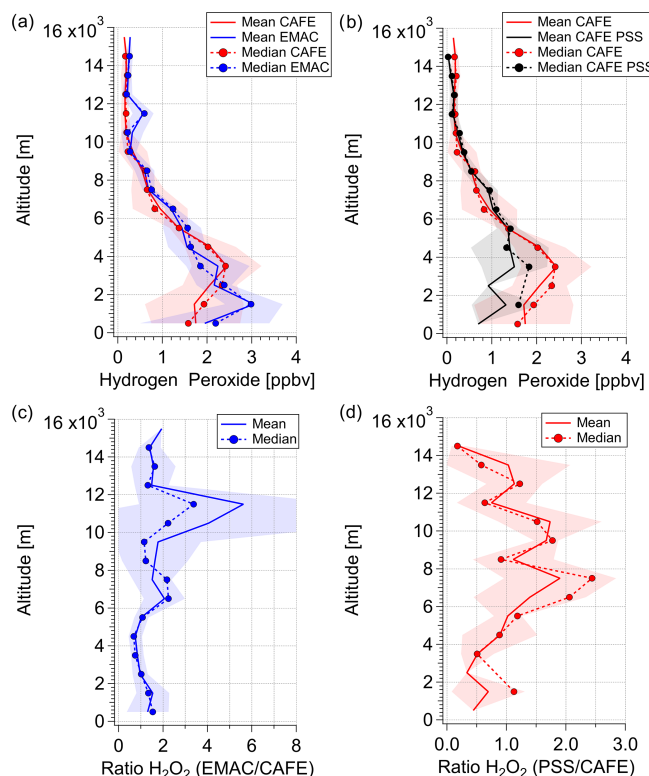 (a)
16 x10³
Mean CAFE
Mean EMAC
Median CAFE
Median EMAC
14
12
10
8
6
4
2
0
Altitude [m]
0 1 2 3 4
Hydrogen Peroxide [ppbv]
(b)
16 x10³
Mean CAFE
Mean CAFE PSS
Median CAFE
Median CAFE PSS
14
12
10
8
6
4
2
0
Altitude [m]
0 1 2 3 4
Hydrogen Peroxide [ppbv]
(c)
16 x10³
Mean
Median
14
12
10
8
6
4
2
0
Altitude [m]
0 2 4 6 8
Ratio H₂O₂ (EMAC/CAFE)
(d)
16 x10³
Mean
Median
14
12
10
8
6
4
2
0
Altitude [m]
0.0 1.0 2.0 3.0
Ratio H₂O₂ (PSS/CAFE)